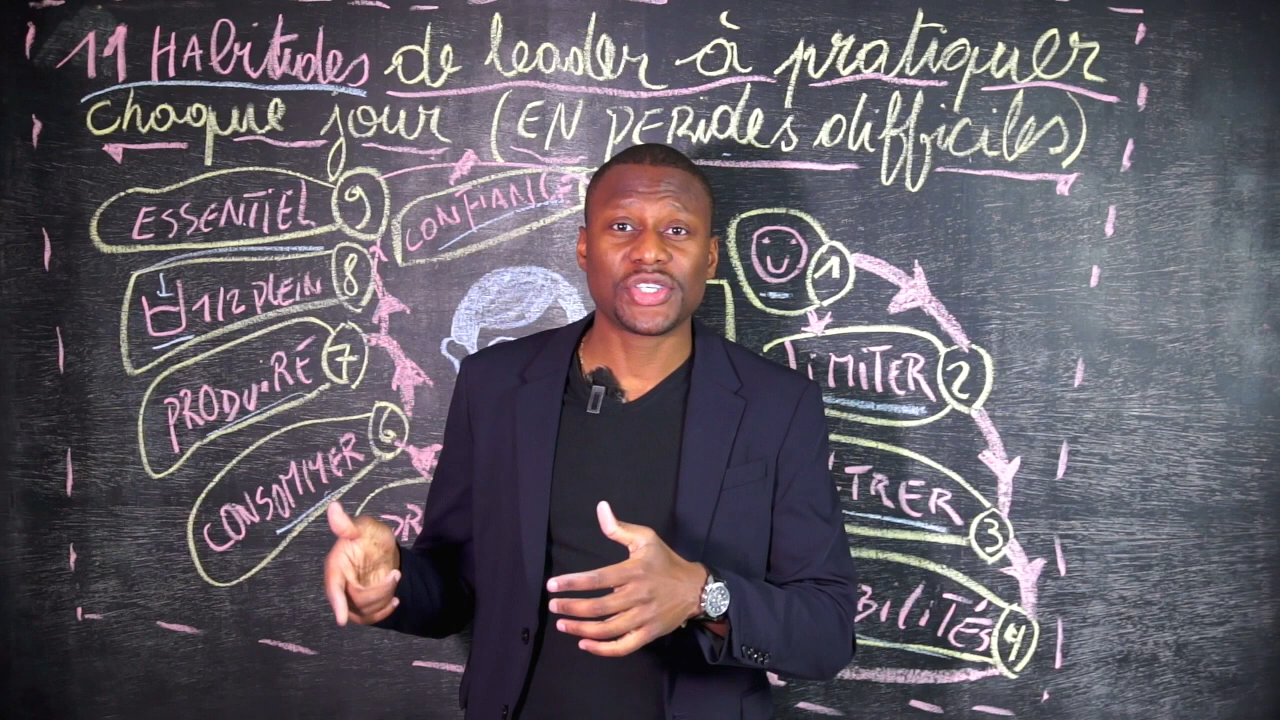 11 HAbitudes de leader à pratiquer
chaque jour (EN PERIdes difficiles)
ESSENTIEL 9
CONFIANCE
1
1/2 PLEIN 8
LIMITER 2
PRODUIRE 7
CONSOMMER 6
TRER 3
BILITÉS 4